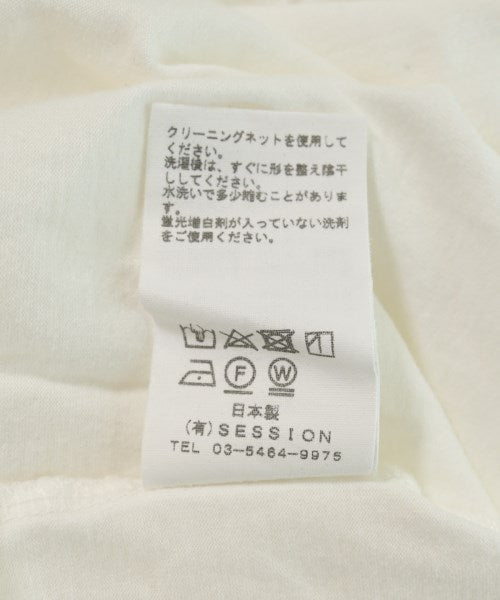 クリーニングネットを使用して
ください。
洗濯後は、すぐに形を整え陰干
ししてください。
水洗いで多少縮むことがありま
す。
蛍光増白剤が入っていない洗剤
をご使用ください。
F W
日本製
(有)SESSION
TEL 03-5464-9975